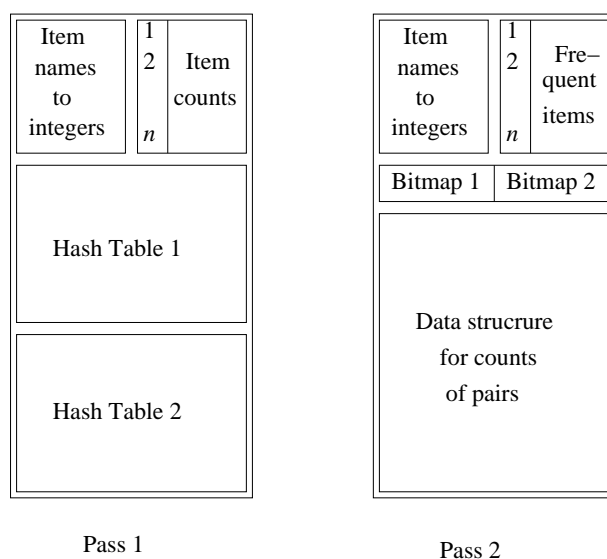 Item
names
to
integers
1
2
n
Item
counts
Hash Table 1
Hash Table 2
Pass 1
Item
names
to
integers
1
2
n
Fre−
quent
items
Bitmap 1
Bitmap 2
Data strucrure
for counts
of pairs
Pass 2